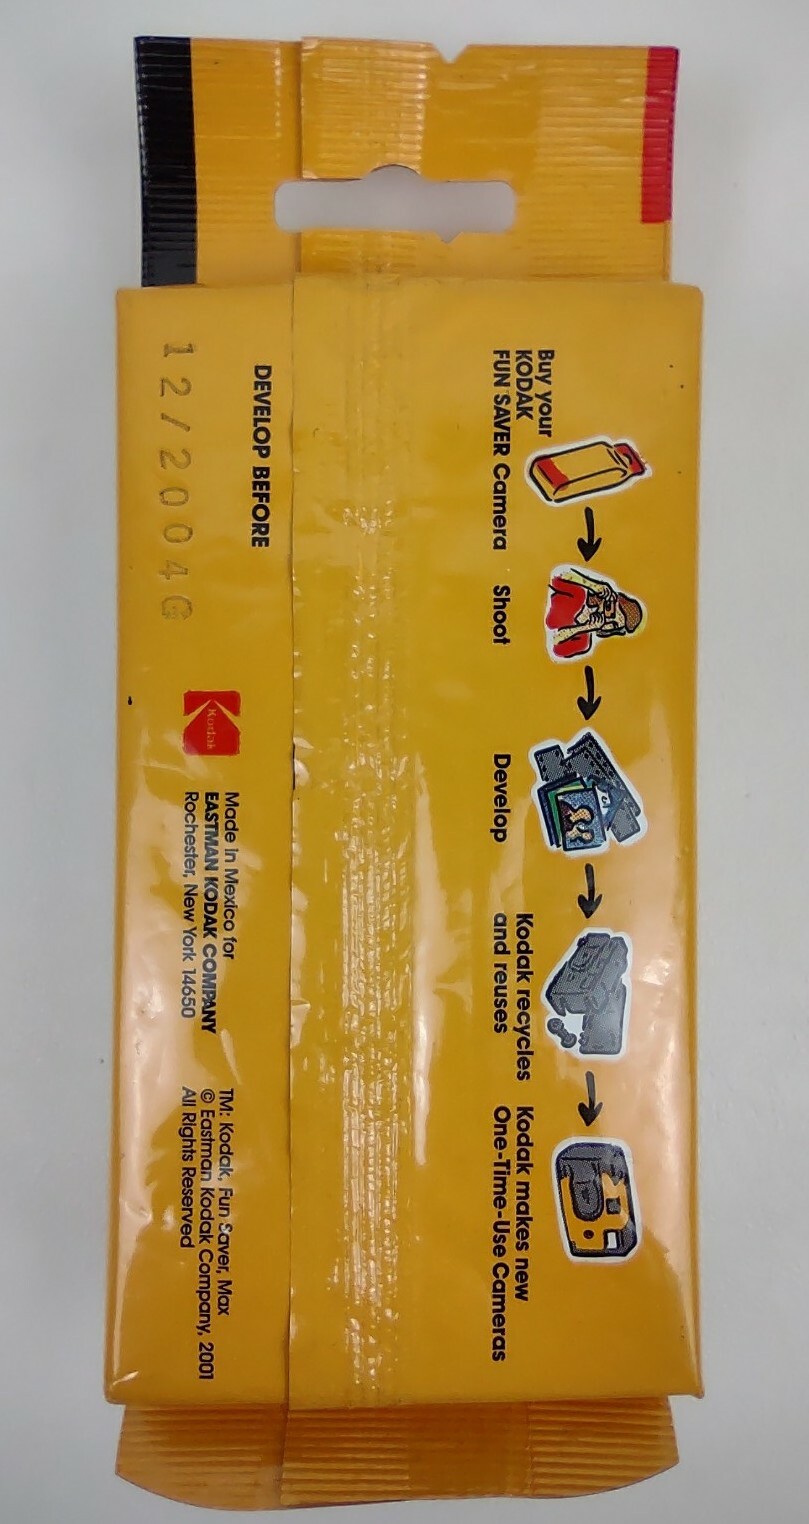 Buy your
KODAK
FUN SAVER Camera
Shoot
Develop
Kodak recycles
and reuses
Kodak makes new
One-Time-Use Cameras
DEVELOP BEFORE
12/2004G
Kodak
Made in Mexico for
EASTMAN KODAK COMPANY
Rochester, New York 14650
TM: Kodak, Fun Saver, Max
© Eastman Kodak Company, 2001
All Rights Reserved